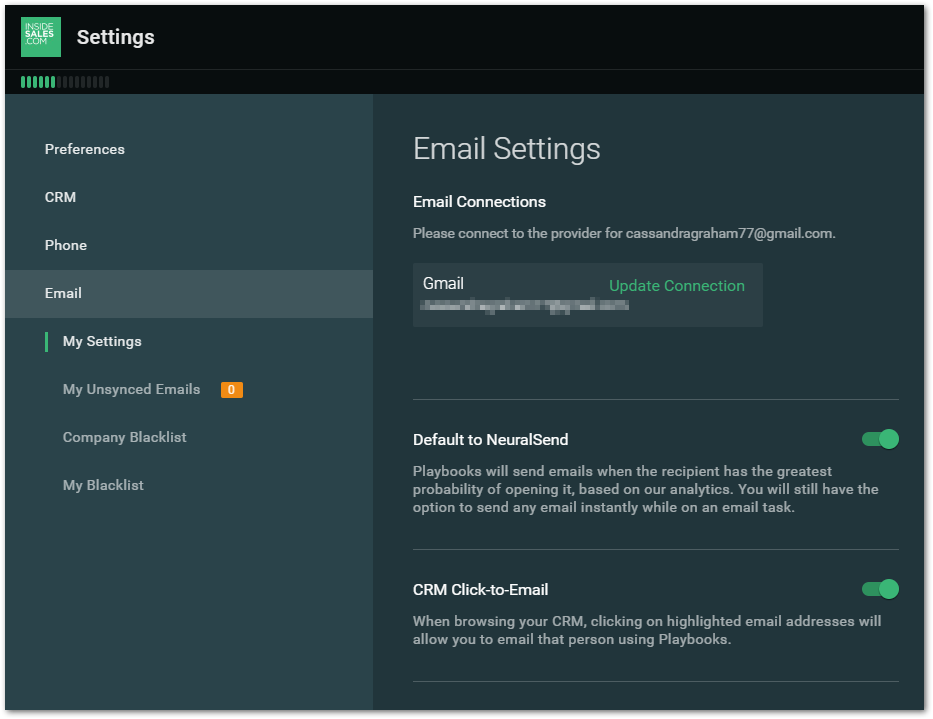 INSIDE
SALES
.COM
Settings
Preferences
CRM
Phone
Email
My Settings
My Unsynced Emails 0
Company Blacklist
My Blacklist
Email Settings
Email Connections
Please connect to the provider for cassandragraham77@gmail.com.
Gmail
Update Connection
Default to NeuralSend
Playbooks will send emails when the recipient has the greatest
probability of opening it, based on our analytics. You will still have the
option to send any email instantly while on an email task.
CRM Click-to-Email
When browsing your CRM, clicking on highlighted email addresses will
allow you to email that person using Playbooks.